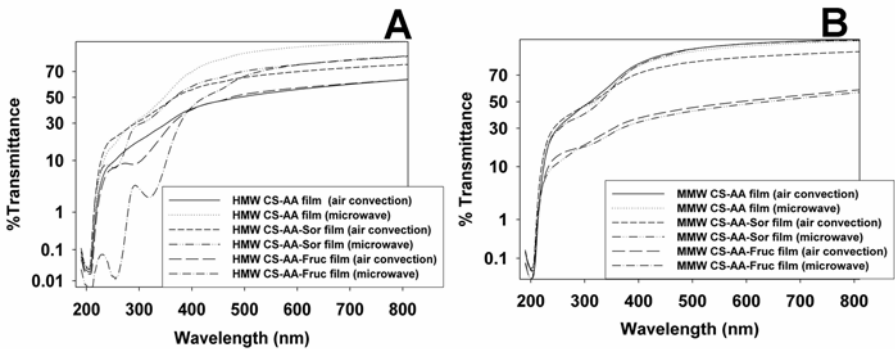 A
%Transmittance
70
50
30
10
1
0.1
0.01
HMW CS-AA film (air convection)
HMW CS-AA film (microwave)
HMW CS-AA-Sor film (air convection)
HMW CS-AA-Sor film (microwave)
HMW CS-AA-Fruc film (air convection)
HMW CS-AA-Fruc film (microwave)
200 300 400 500 600 700 800
Wavelength (nm)
B
% Transmittance
70
50
30
10
1
0.1
MMW CS-AA film (air convection)
MMW CS-AA film (microwave)
MMW CS-AA-Sor film (air convection)
MMW CS-AA-Sor film (microwave)
MMW CS-AA-Fruc film (air convection)
MMW CS-AA-Fruc film (microwave)
200 300 400 500 600 700 800
Wavelength (nm)